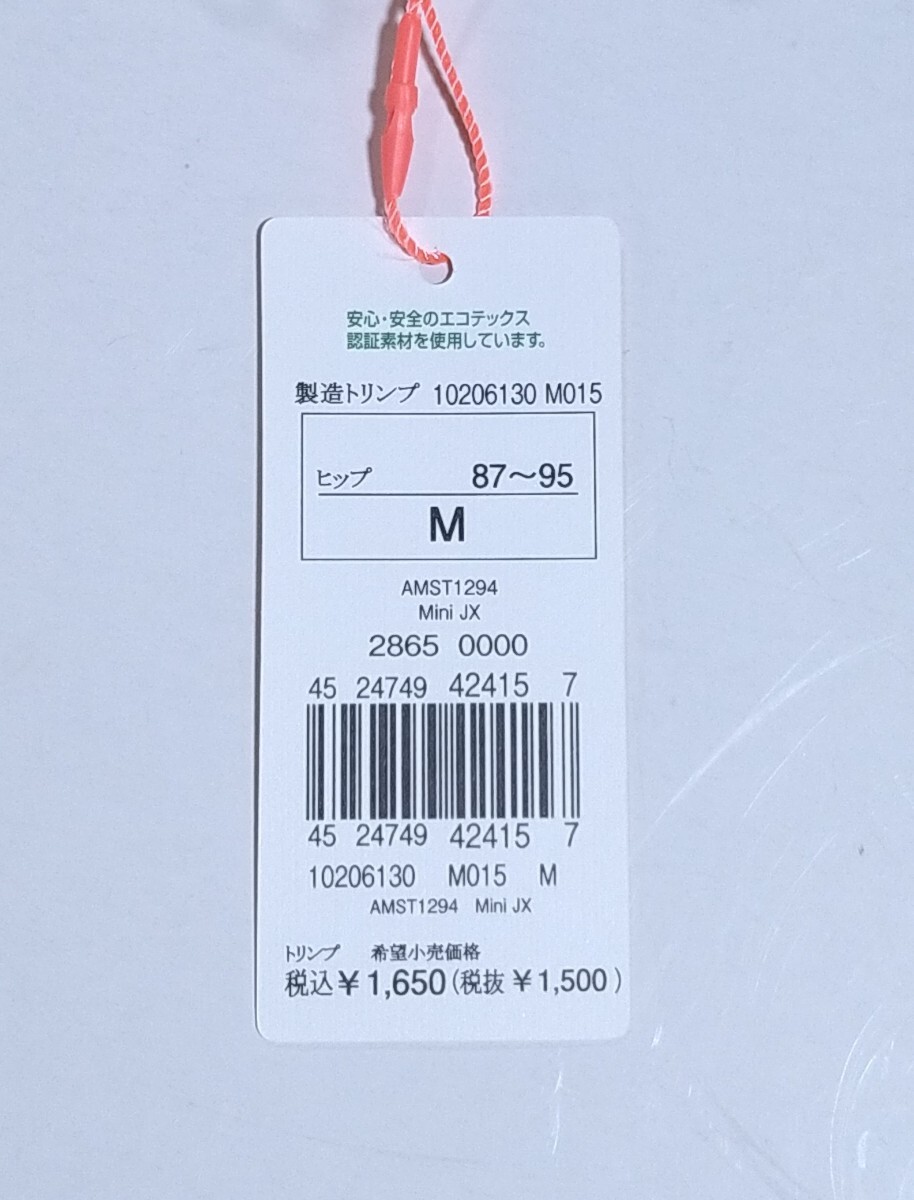 安心・安全のエコテックス
認証素材を使用しています。
製造トリンプ 10206130 M015
ヒップ 87～95
M
AMST1294
Mini JX
2865 0000
45 24749 42415 7
45 24749 42415 7
10206130 M015 M
AMST1294 Mini JX
トリンプ 希望小売価格
税込￥1,650(税抜￥1,500)